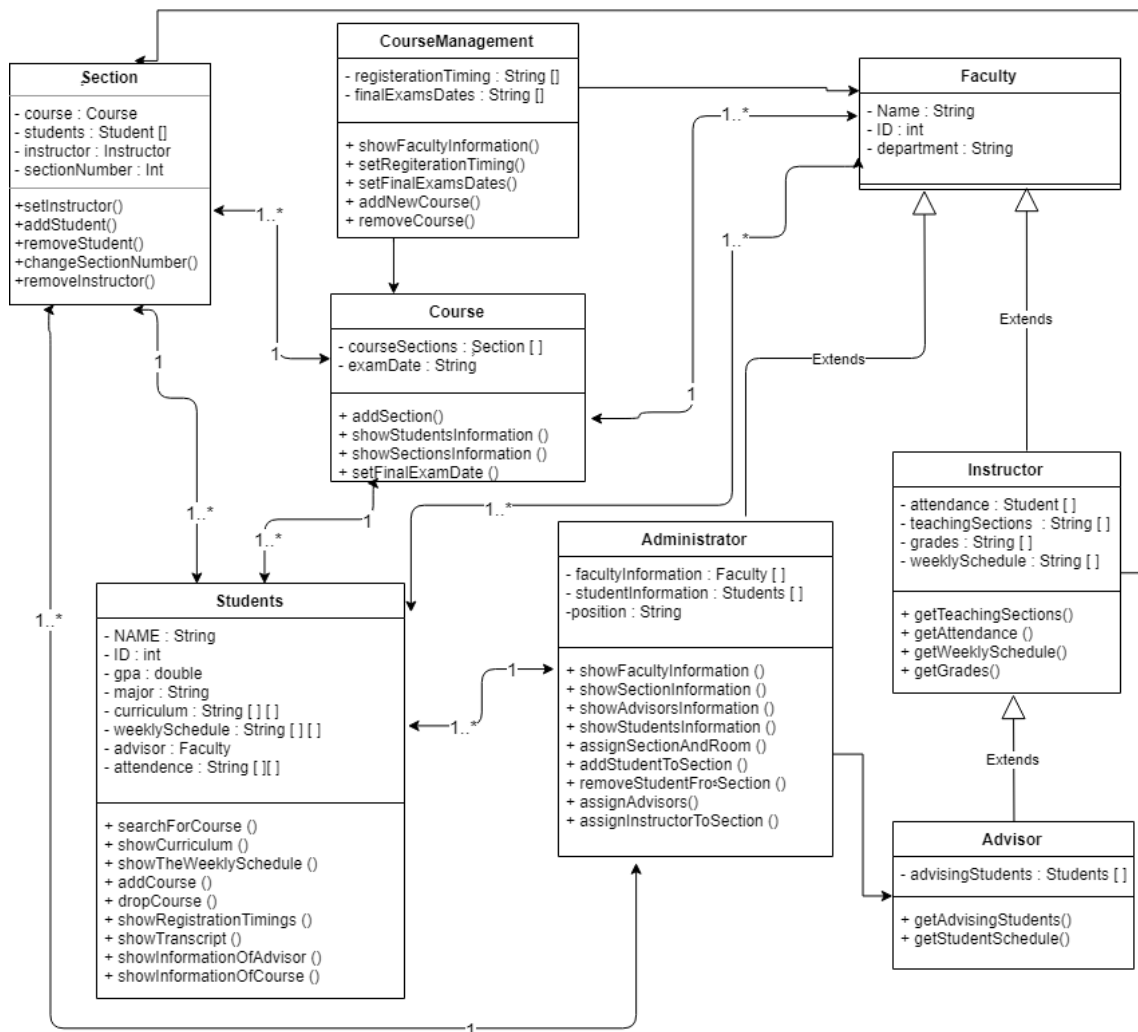 CourseManagement
- registerationTiming : String []
- finalExamsDates : String []
+ showFacultyInformation()
+ setRegiterationTiming()
+ setFinalExamsDates()
+ addNewCourse()
+ removeCourse()
Section
- course : Course
- students : Student []
- instructor : Instructor
- sectionNumber : Int
+setInstructor()
+addStudent()
+removeStudent()
+changeSectionNumber()
+removeInstructor()
Faculty
- Name : String
- ID : int
- department : String
1..*
1..*
1..*
1
1
Course
- courseSections : Section [ ]
- examDate : String
+ addSection()
+ showStudentsInformation ()
+ showSectionsInformation ()
+ setFinalExamDate ()
1
Extends
Extends
1
1..*
1..*
1..*
Instructor
- attendance : Student [ ]
- teachingSections : String [ ]
- grades : String [ ]
- weeklySchedule : String [ ]
+ getTeachingSections()
+ getAttendance ()
+ getWeeklySchedule()
+ getGrades()
Administrator
- facultyInformation : Faculty [ ]
- studentInformation : Students [ ]
-position : String
+ showFacultyInformation ()
+ showSectionInformation ()
+ showAdvisorsInformation ()
+ showStudentsInformation ()
+ assignSectionAndRoom ()
+ addStudentToSection ()
+ removeStudentFrosSection ()
+ assignAdvisors()
+ assignInstructorToSection ()
1..*
Students
- NAME : String
- ID : int
- gpa : double
- major : String
- curriculum : String [ ] [ ]
- weeklySchedule : String [ ] [ ]
- advisor : Faculty
- attendence : String [ ][ ]
+ searchForCourse ()
+ showCurriculum ()
+ showTheWeeklySchedule ()
+ addCourse ()
+ dropCourse ()
+ showRegistrationTimings ()
+ showTranscript ()
+ showInformationOfAdvisor ()
+ showInformationOfCourse ()
1
1..*
Extends
Advisor
- advisingStudents : Students [ ]
+ getAdvisingStudents()
+ getStudentSchedule()
1